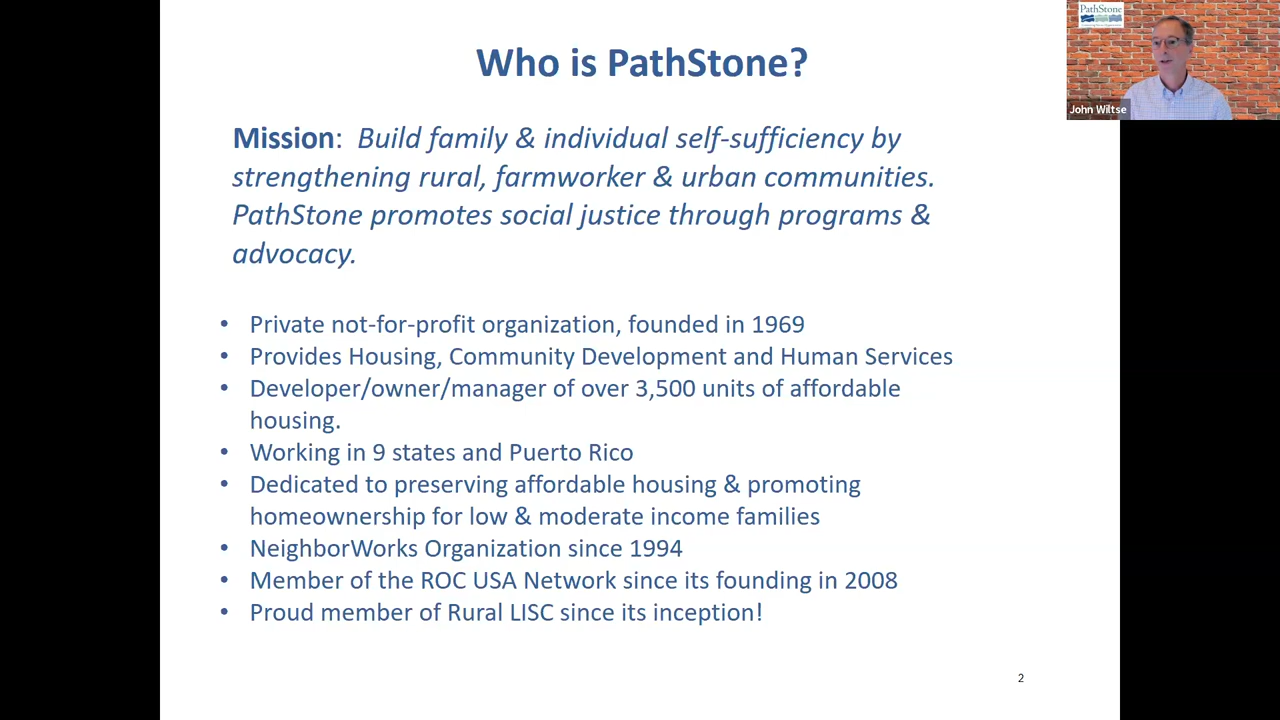 Who is PathStone?
Mission:  Build family & individual self-sufficiency by
strengthening rural, farmworker & urban communities.
PathStone promotes social justice through programs &
advocacy.
• Private not-for-profit organization, founded in 1969
• Provides Housing, Community Development and Human Services
• Developer/owner/manager of over 3,500 units of affordable
housing.
• Working in 9 states and Puerto Rico
• Dedicated to preserving affordable housing & promoting
homeownership for low & moderate income families
• NeighborWorks Organization since 1994
• Member of the ROC USA Network since its founding in 2008
• Proud member of Rural LISC since its inception!
2
PathStone
John Wiltse